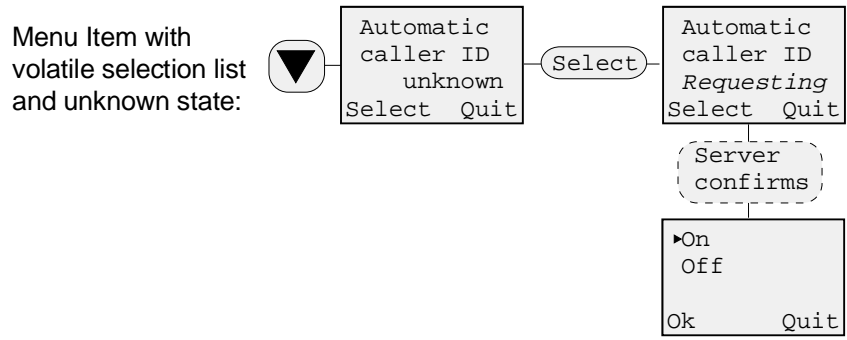 Menu Item with
volatile selection list
and unknown state:
Automatic
caller ID
unknown
Select Quit
Select
Automatic
caller ID
Requesting
Select Quit
Server
confirms
On
Off
Ok Quit